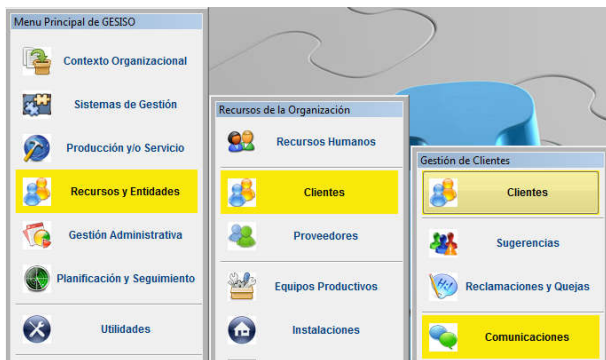 Menu Principal de GESISO
Contexto Organizacional
Sistemas de Gestión
Producción y/o Servicio
Recursos y Entidades
Gestión Administrativa
Planificación y Seguimiento
Utilidades
Recursos de la Organización
Recursos Humanos
Clientes
Proveedores
Equipos Productivos
Instalaciones
Gestión de Clientes
Clientes
Sugerencias
Reclamaciones y Quejas
Comunicaciones